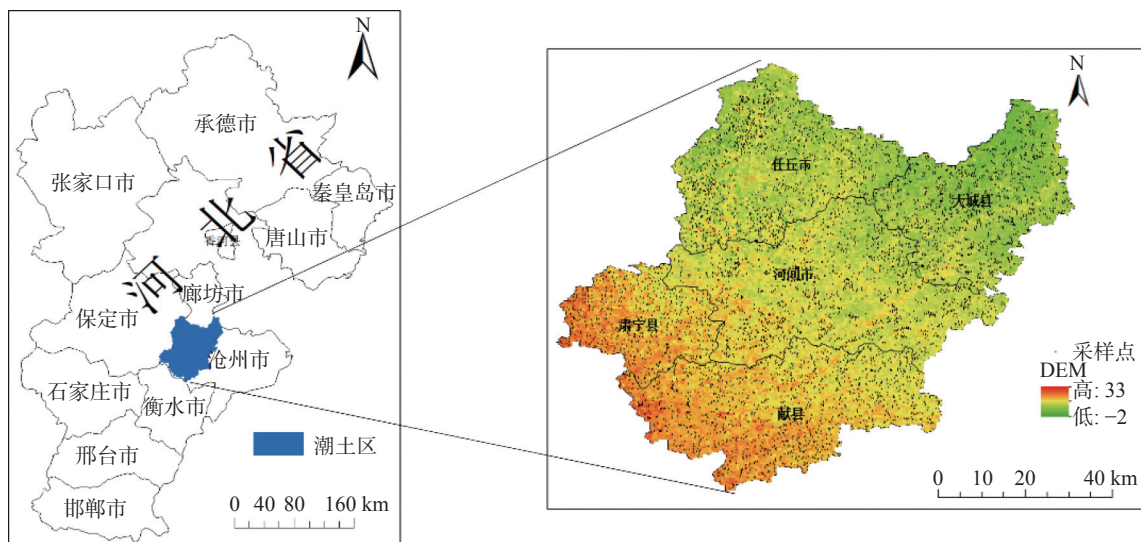 N
承德市
省
张家口市
秦皇岛市
北
香河县
唐山市
河
廊坊市
保定市
沧州市
石家庄市
衡水市
潮土区
邢台市
邯郸市
0 40 80 160 km
N
任丘市
大城县
河间市
肃宁县
献县
采样点
DEM
高: 33
低: −2
0 10 20 40 km